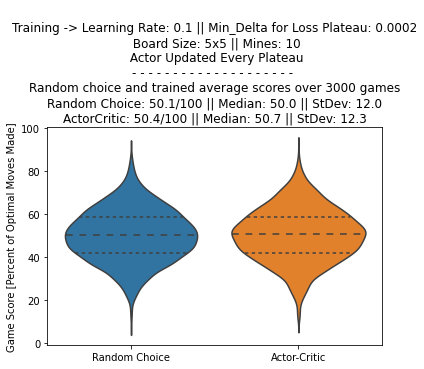 Training -> Learning Rate: 0.1 || Min_Delta for Loss Plateau: 0.0002
Board Size: 5x5 || Mines: 10
Actor Updated Every Plateau
- - - - - - - - - - - - - - - - - - - -
Random choice and trained average scores over 3000 games
Random Choice: 50.1/100 || Median: 50.0 || StDev: 12.0
ActorCritic: 50.4/100 || Median: 50.7 || StDev: 12.3
Game Score [Percent of Optimal Moves Made]
100
80
60
40
20
0
Random Choice
Actor-Critic